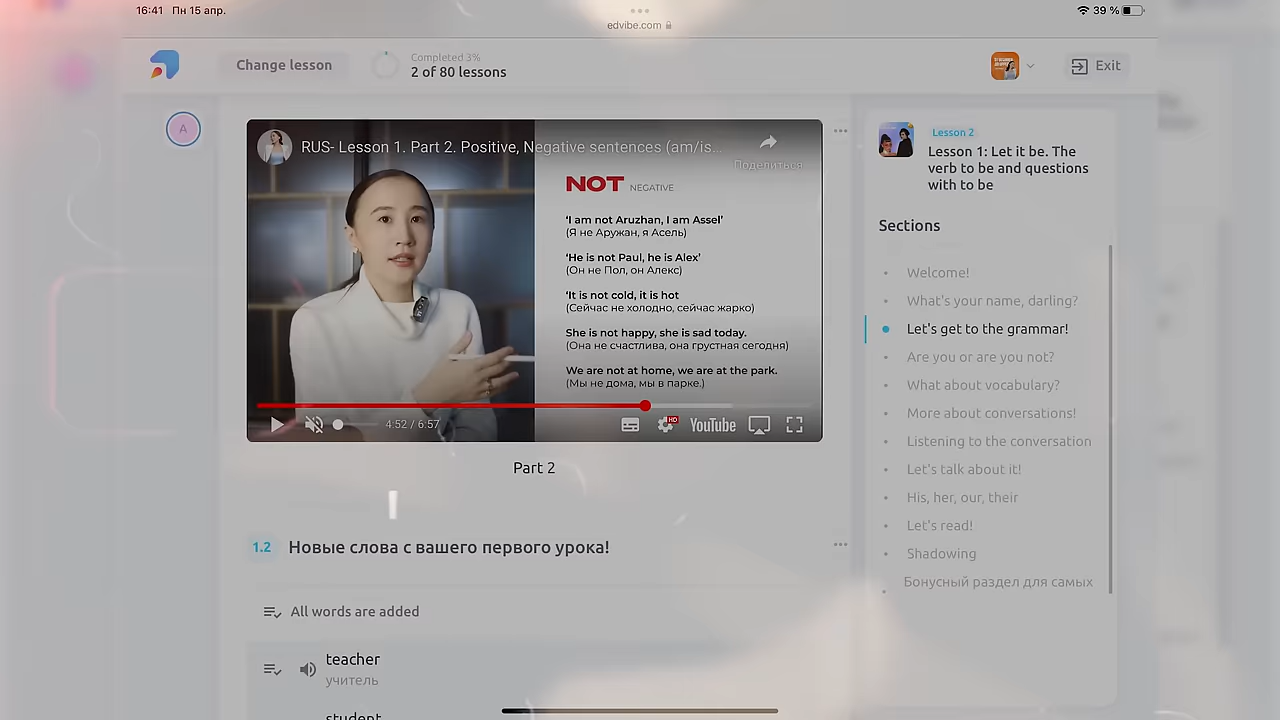 16:41 Пн 15 апр.
39 %
edvibe.com
Change lesson
Completed 3%
2 of 80 lessons
Exit
A
RUS- Lesson 1. Part 2. Positive, Negative sentences (am/is...
Поделиться
NOT NEGATIVE
‘I am not Aruzhan, I am Assel’
(Я не Аружан, я Асель)
‘He is not Paul, he is Alex’
(Он не Пол, он Алекс)
‘It is not cold, it is hot
(Сейчас не холодно, сейчас жарко)
She is not happy, she is sad today.
(Она не счастлива, она грустная сегодня)
We are not at home, we are at the park.
(Мы не дома, мы в парке.)
4:52 / 6:57
HD
YouTube
Part 2
1.2 Новые слова с вашего первого урока!
All words are added
teacher
учитель
student
Lesson 2
Lesson 1: Let it be. The
verb to be and questions
with to be
Sections
Welcome!
What's your name, darling?
Let's get to the grammar!
Are you or are you not?
What about vocabulary?
More about conversations!
Listening to the conversation
Let's talk about it!
His, her, our, their
Let's read!
Shadowing
Бонусный раздел для самых